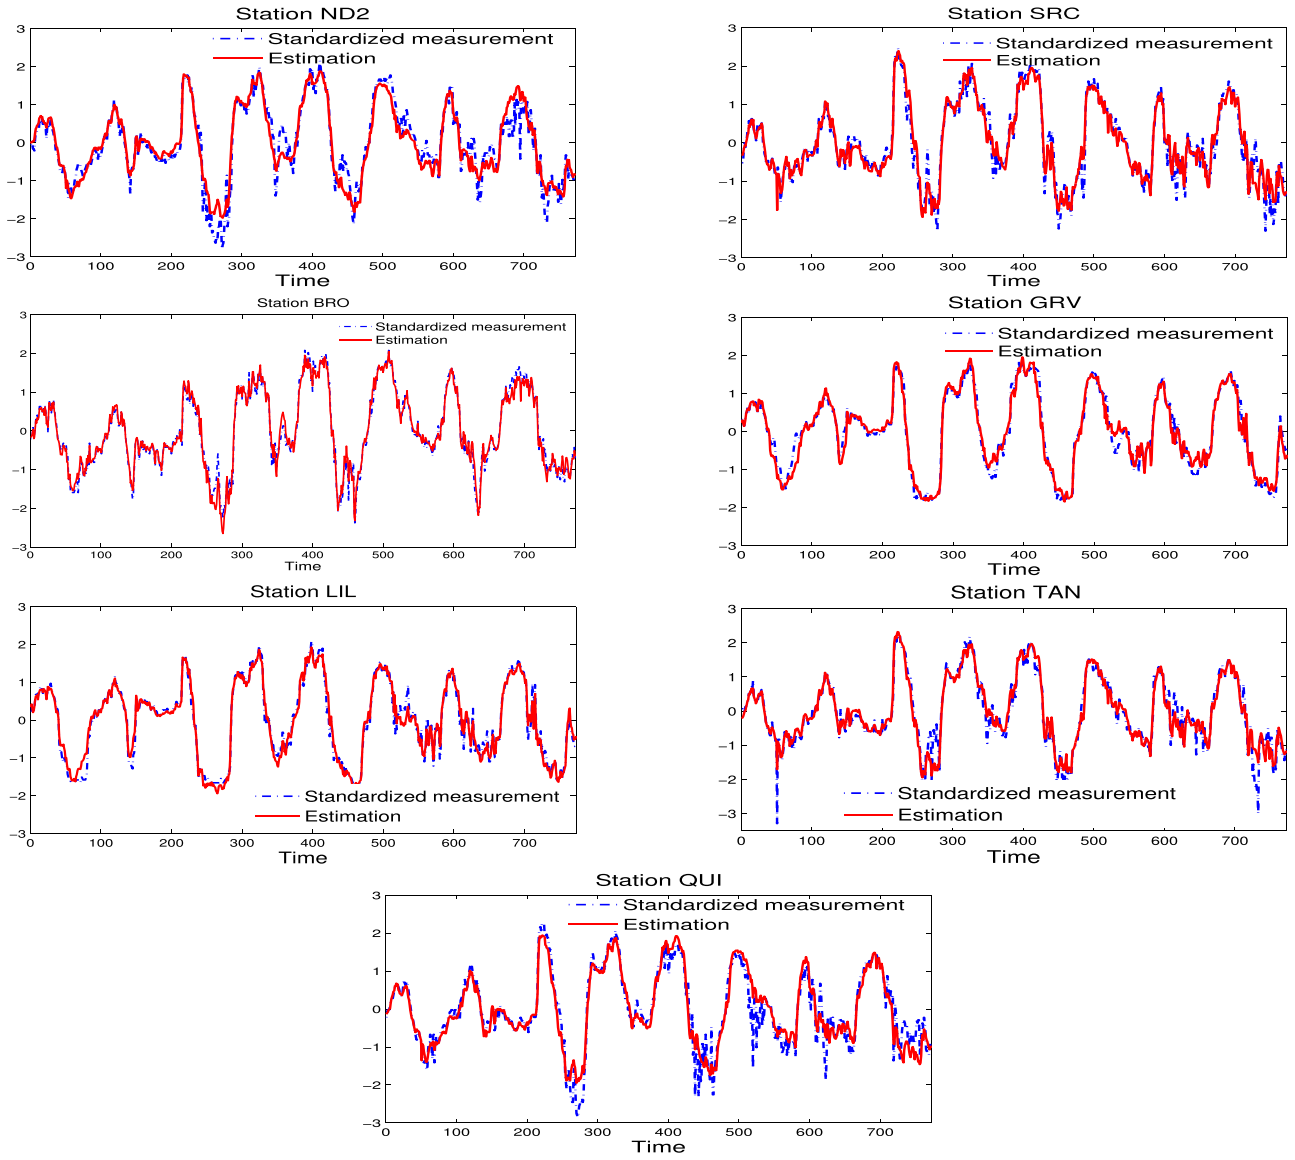 Station ND2
Standardized measurement
Estimation
3
2
1
0
−1
−2
−3
0 100 200 300 400 500 600 700
Time
Station SRC
Standardized measurement
Estimation
3
2
1
0
−1
−2
−3
0 100 200 300 400 500 600 700
Time
Station BRO
Standardized measurement
Estimation
3
2
1
0
−1
−2
−3
0 100 200 300 400 500 600 700
Time
Station GRV
Standardized measurement
Estimation
3
2
1
0
−1
−2
−3
0 100 200 300 400 500 600 700
Time
Station LIL
3
2
1
0
−1
−2
−3
Standardized measurement
Estimation
0 100 200 300 400 500 600 700
Time
Station TAN
3
2
1
0
−1
−2
−3
Standardized measurement
Estimation
0 100 200 300 400 500 600 700
Time
Station QUI
Standardized measurement
Estimation
3
2
1
0
−1
−2
−3
0 100 200 300 400 500 600 700
Time